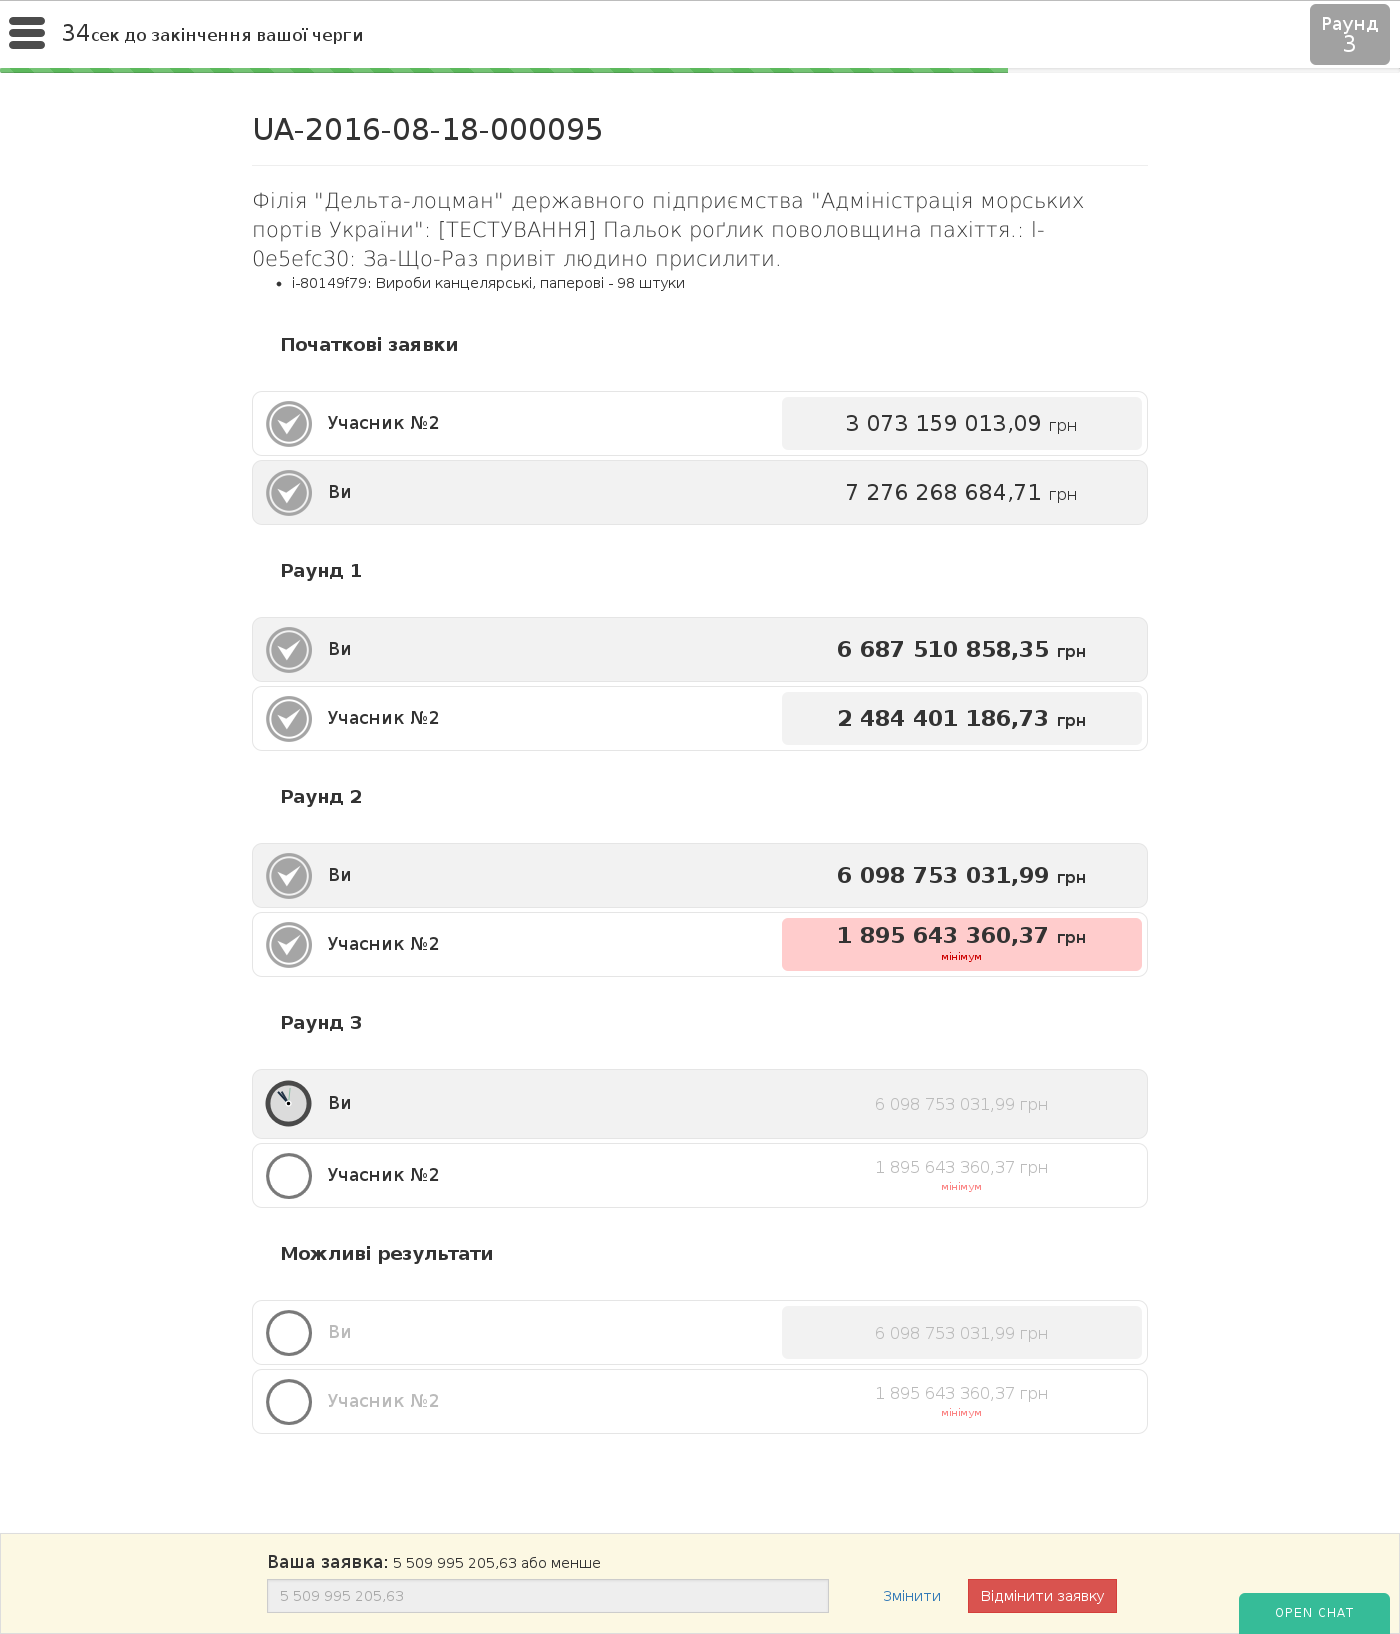 34сек до закінчення вашої черги
Раунд
3
UA-2016-08-18-000095
Філія "Дельта-лоцман" державного підприємства "Адміністрація морських
портів України": [ТЕСТУВАННЯ] Пальок роґлик поволовщина пахіття.: I-
0e5efc30: За-Що-Раз привіт людино присилити.
i-80149f79: Вироби канцелярські, паперові - 98 штуки
Початкові заявки
Учасник №2 3 073 159 013,09 грн
Ви 7 276 268 684,71 грн
Раунд 1
Ви 6 687 510 858,35 грн
Учасник №2 2 484 401 186,73 грн
Раунд 2
Ви 6 098 753 031,99 грн
Учасник №2 1 895 643 360,37 грн
мінімум
Раунд 3
Ви 6 098 753 031,99 грн
Учасник №2 1 895 643 360,37 грн
мінімум
Можливі результати
Ви 6 098 753 031,99 грн
Учасник №2 1 895 643 360,37 грн
мінімум
Ваша заявка: 5 509 995 205,63 або менше
5 509 995 205,63 Змінити Відмінити заявку
OPEN CHAT